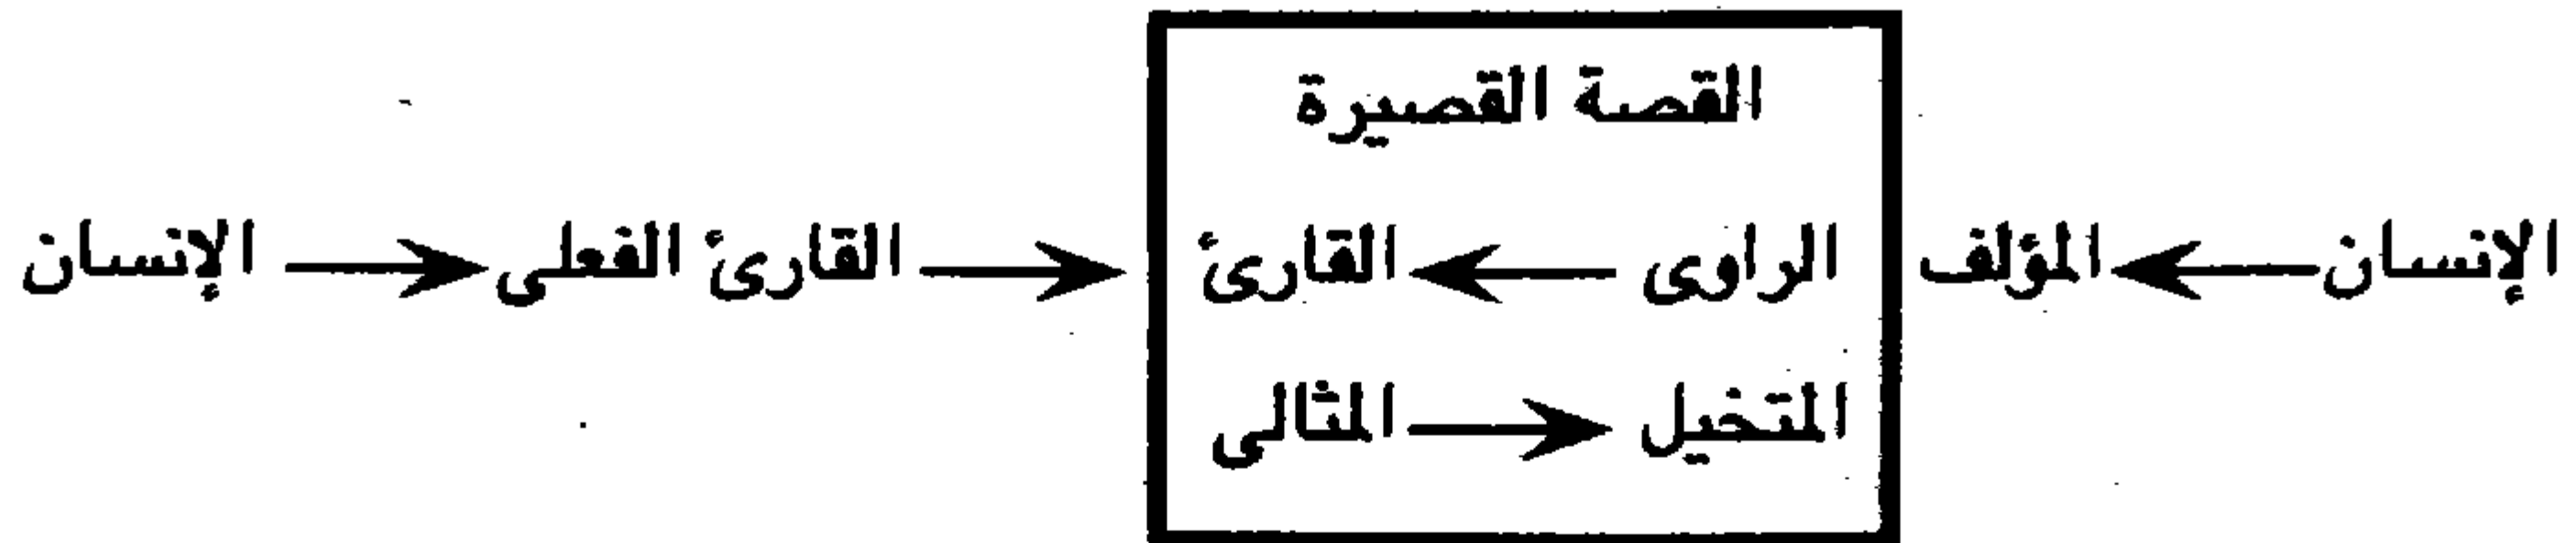 القصة القصيرة
الإنسان المؤلف الراوى القارئ القارئ الفعلى الإنسان
المتخيل المثالى